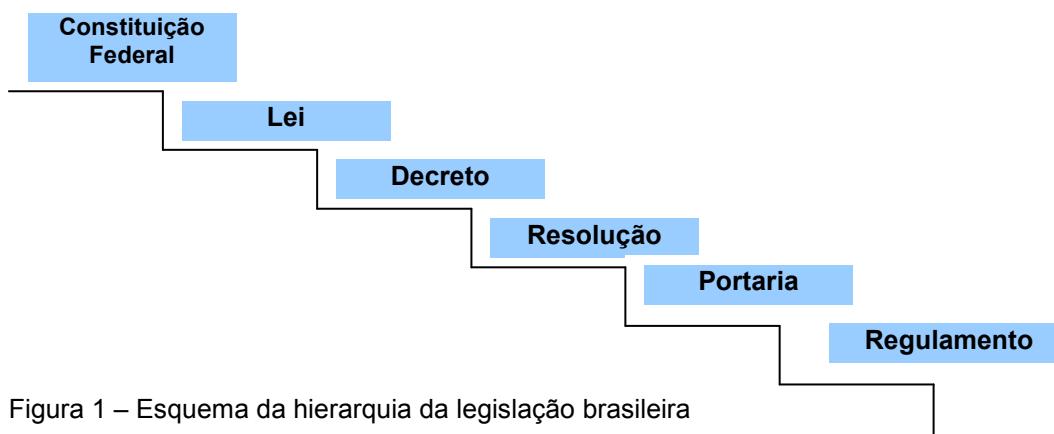 Constituição
Federal
Lei
Decreto
Resolução
Portaria
Regulamento
Figura 1 – Esquema da hierarquia da legislação brasileira